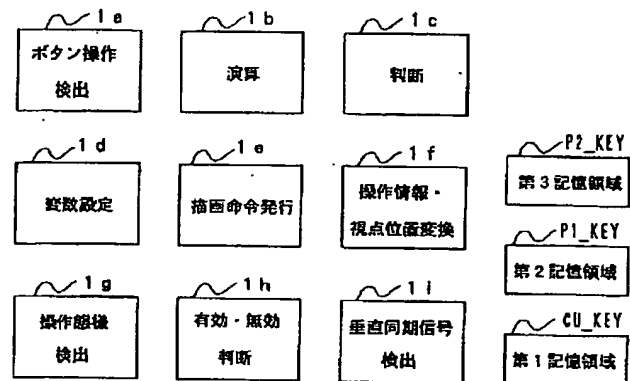 1a
ボタン操作
検出
1b
演算
1c
判断
1d
変数設定
1e
描画命令発行
1f
操作情報・
視点位置変換
P2_KEY
第3記憶領域
P1_KEY
第2記憶領域
1g
操作態様
検出
1h
有効・無効
判断
1i
垂直同期信号
検出
CU_KEY
第1記憶領域